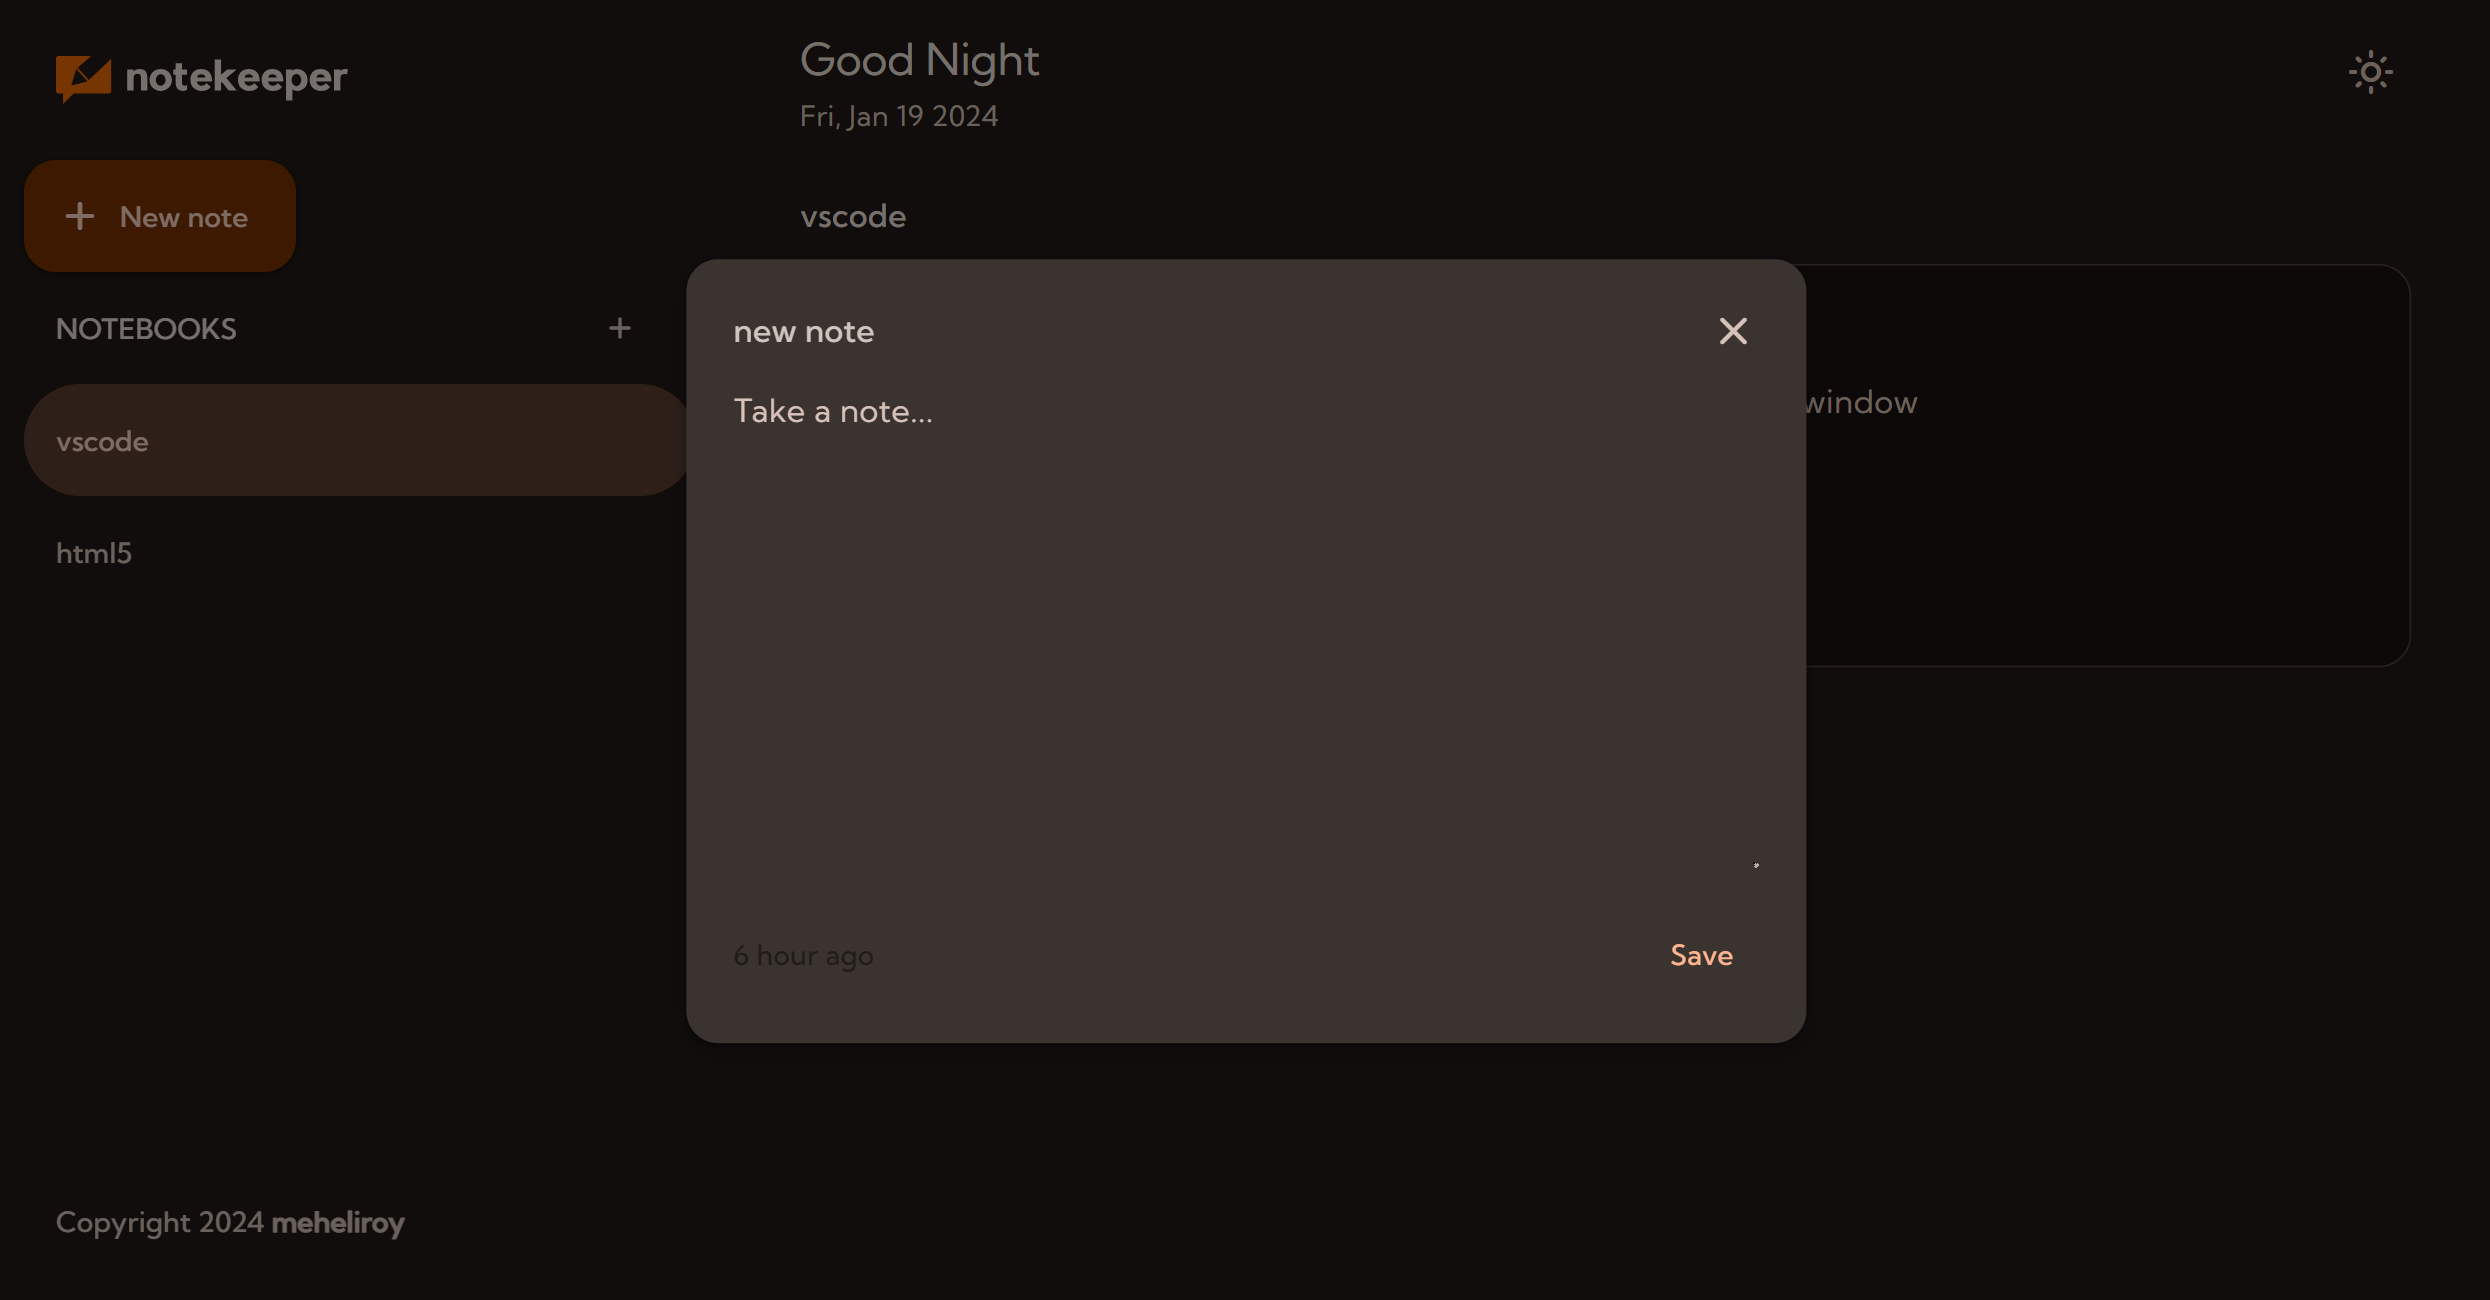 notekeeper
Good Night
Fri, Jan 19 2024
New note
NOTEBOOKS
vscode
html5
Copyright 2024 meheliroy
vscode
window
new note
Take a note...
6 hour ago
Save